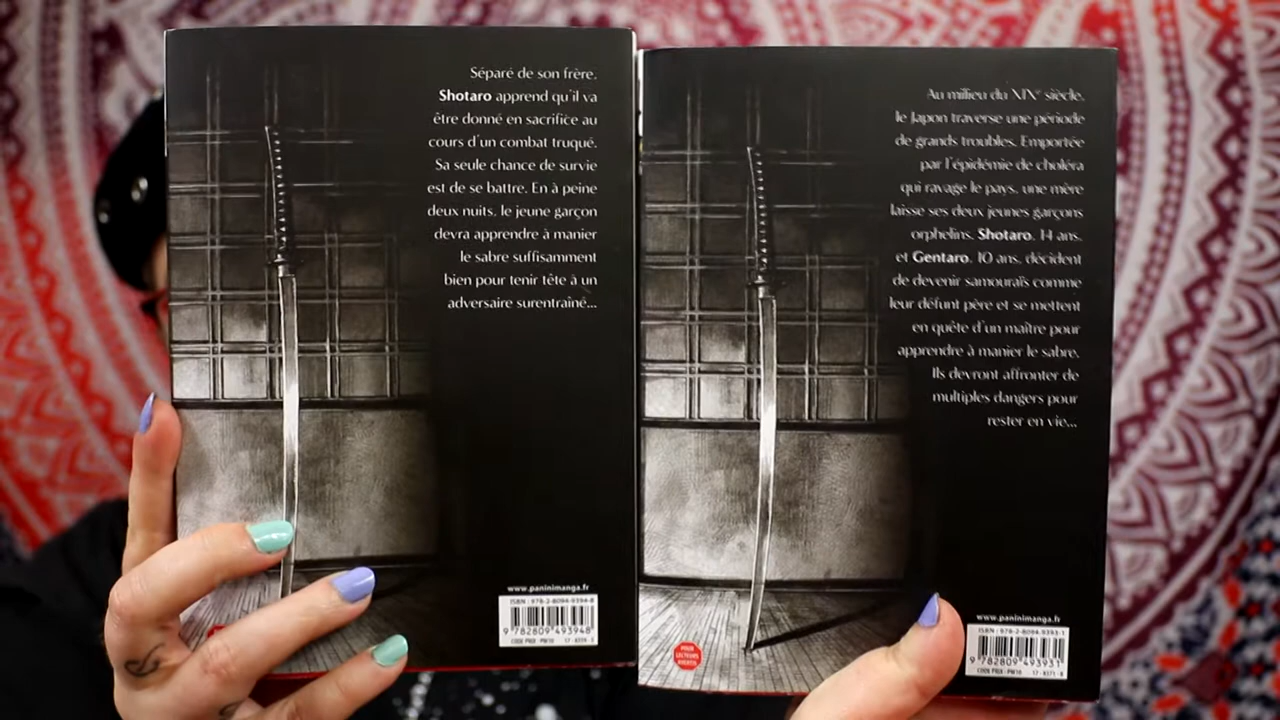 Séparé de son frère,
Shotaro apprend qu'il va
être donné en sacrifice au
cours d'un combat truqué.
Sa seule chance de survie
est de se battre. En à peine
deux nuits, le jeune garçon
devra apprendre à manier
le sabre suffisamment
bien pour tenir tête à un
adversaire surentraîné...
www.paninimanga.fr
ISBN : 978-2-8094-9394-8
9 782809 493948
Au milieu du XIXe siècle,
le Japon traverse une période
de grands troubles. Emportée
par l'épidémie de choléra
qui ravage le pays, une mère
laisse ses deux jeunes garçons
orphelins. Shotaro, 14 ans,
et Gentaro, 10 ans, décident
de devenir samouraïs comme
leur défunt père et se mettent
en quête d'un maître pour
apprendre à manier le sabre.
Ils devront affronter de
multiples dangers pour
rester en vie...
POUR
LECTEURS
AVERTIS
www.paninimanga.fr
ISBN : 978-2-8094-9393-1
9 782809 493931